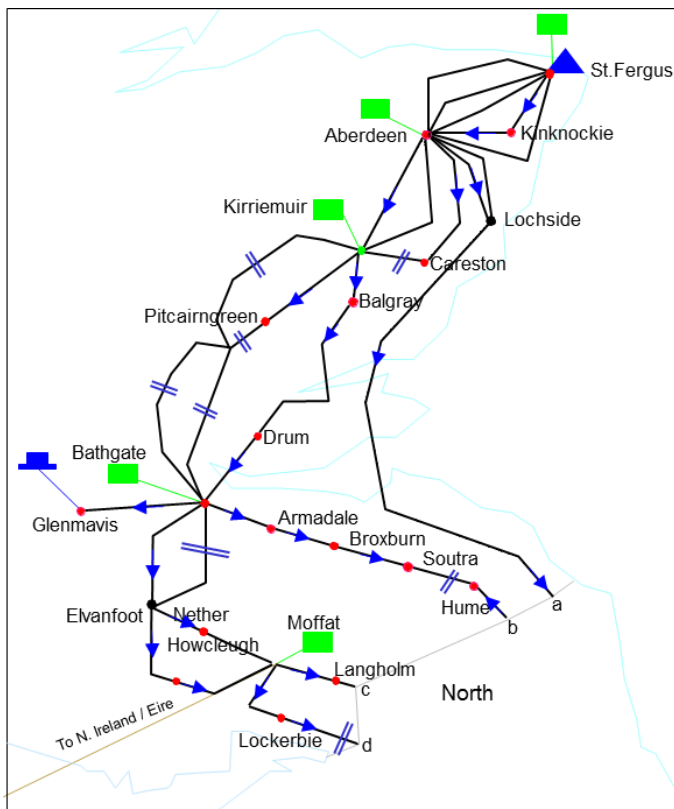 St.Fergus
Kinknockie
Aberdeen
Kirriemuir
Lochside
Careston
Balgray
Pitcairngreen
Drum
Bathgate
Glenmavis
Armadale
Broxburn
Soutra
Hume
a
b
Elvanfoot
Nether
Howcleugh
Moffat
Langholm
c
North
To N. Ireland / Eire
Lockerbie
d